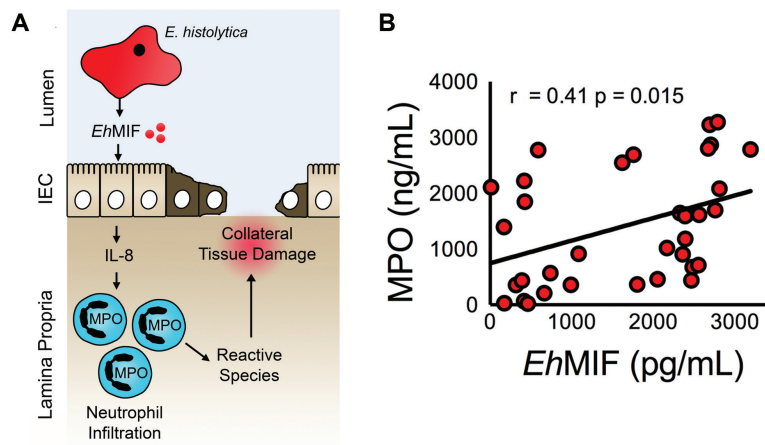 A
E. histolytica
Lumen
EhMIF
IEC
IL-8
Collateral
Tissue Damage
MPO
MPO
MPO
Lamina Propria
Reactive
Species
Neutrophil
Infiltration
B
r = 0.41 p = 0.015
MPO (ng/mL)
4000
3000
2000
1000
0
0 1000 2000 3000
EhMIF (pg/mL)